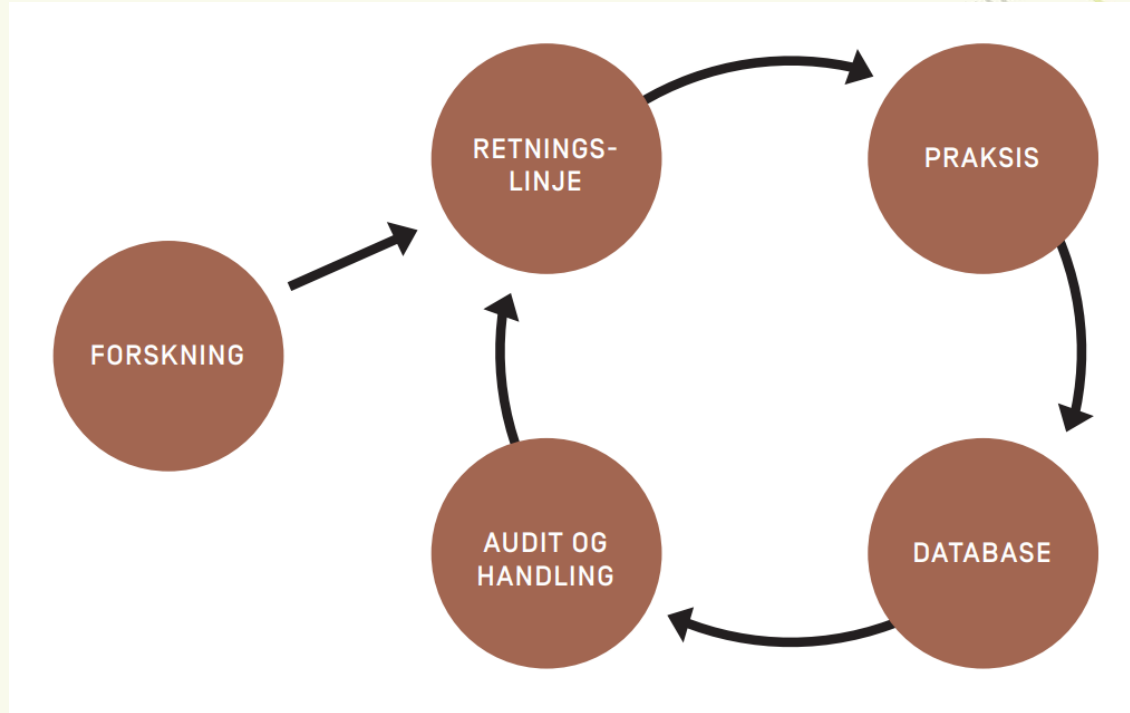 RETNINGS-
LINJE
PRAKSIS
FORSKNING
AUDIT OG
HANDLING
DATABASE